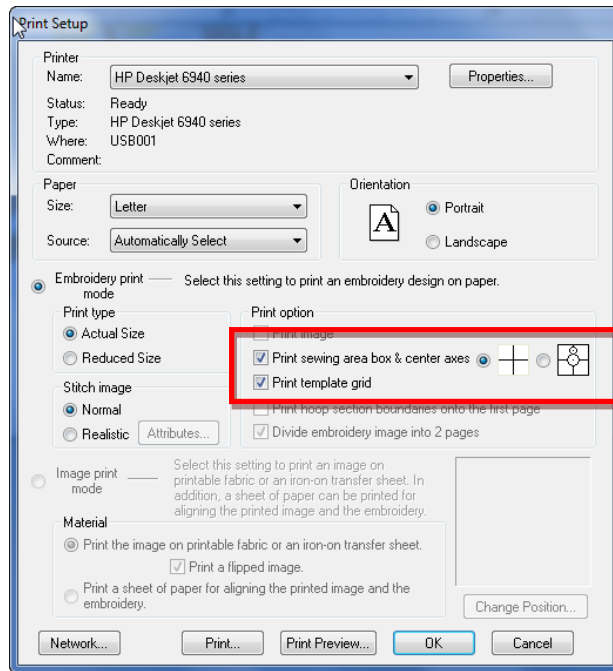 Print Setup
Printer
Name: HP Deskjet 6940 series Properties...
Status: Ready
Type: HP Deskjet 6940 series
Where: USB001
Comment:
Paper
Size: Letter
Source: Automatically Select
Orientation
A
Portrait
Landscape
Embroidery print mode
Select this setting to print an embroidery design on paper.
Print type
Actual Size
Reduced Size
Stitch image
Normal
Realistic Attributes...
Print option
Print image
Print sewing area box & center axes
Print template grid
Print hoop section boundaries onto the first page
Divide embroidery image into 2 pages
Image print
mode
Select this setting to print an image on
printable fabric or an iron-on transfer sheet. In
addition, a sheet of paper can be printed for
aligning the printed image and the embroidery.
Material
Print the image on printable fabric or an iron-on transfer sheet.
Print a flipped image.
Print a sheet of paper for aligning the printed image and the
embroidery.
Change Position...
Network... Print... Print Preview... OK Cancel